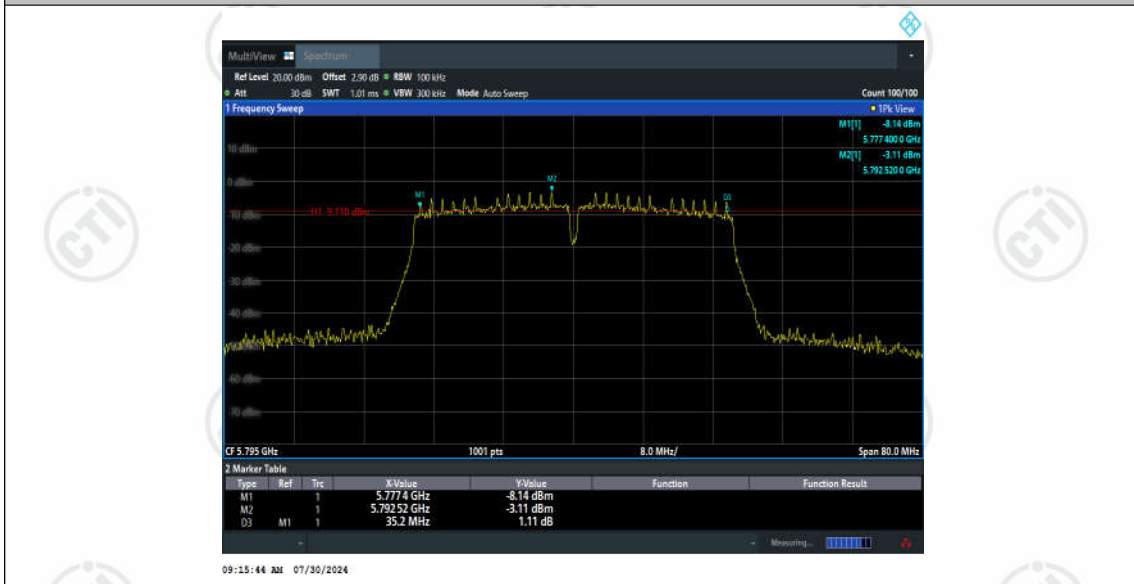 MultiView Spectrum
Ref Level 20.00 dBm Offset 2.90 dB RBW 100 kHz
Att 30 dB SWT 1.01 ms VBW 300 kHz Mode Auto Sweep Count 100/100
1 Frequency Sweep 1Pk View
M1[1] -8.14 dBm
5.777 400 0 GHz
M2[1] -3.11 dBm
5.792 520 0 GHz
10 dBm
0 dBm
M2
M1
D3
H1 -9.110 dBm
-10 dBm
-20 dBm
-30 dBm
-40 dBm
-50 dBm
-60 dBm
-70 dBm
CF 5.795 GHz 1001 pts 8.0 MHz/ Span 80.0 MHz
2 Marker Table
Type Ref Trc X-Value Y-Value Function Function Result
M1 1 5.7774 GHz -8.14 dBm
M2 1 5.79252 GHz -3.11 dBm
D3 M1 1 35.2 MHz 1.11 dB
Measuring...
09:15:44 AM 07/30/2024
CTI
CTI